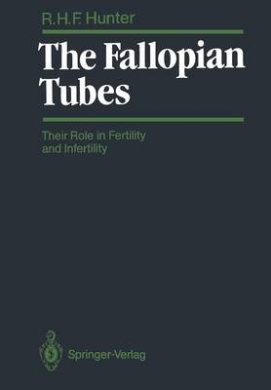 R.H.F. Hunter
The Fallopian
Tubes
Their Role in Fertility
and Infertility
Springer-Verlag